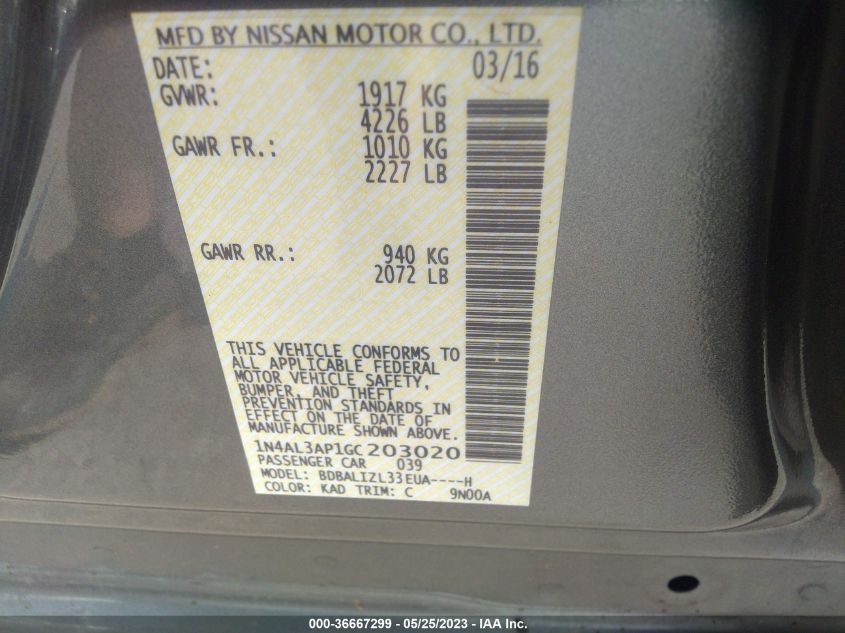 MFD BY NISSAN MOTOR CO., LTD.
DATE: 03/16
GVWR: 1917 KG
4226 LB
GAWR FR.: 1010 KG
2227 LB
GAWR RR.: 940 KG
2072 LB
THIS VEHICLE CONFORMS TO
ALL APPLICABLE FEDERAL
MOTOR VEHICLE SAFETY,
BUMPER, AND THEFT
PREVENTION STANDARDS IN
EFFECT ON THE DATE OF
MANUFACTURE SHOWN ABOVE.
1N4AL3AP1GC203020
PASSENGER CAR 039
MODEL: BDBALIZL33EUA----H
COLOR: KAD TRIM: C 9N00A
000-36667299 - 05/25/2023 - IAA Inc.